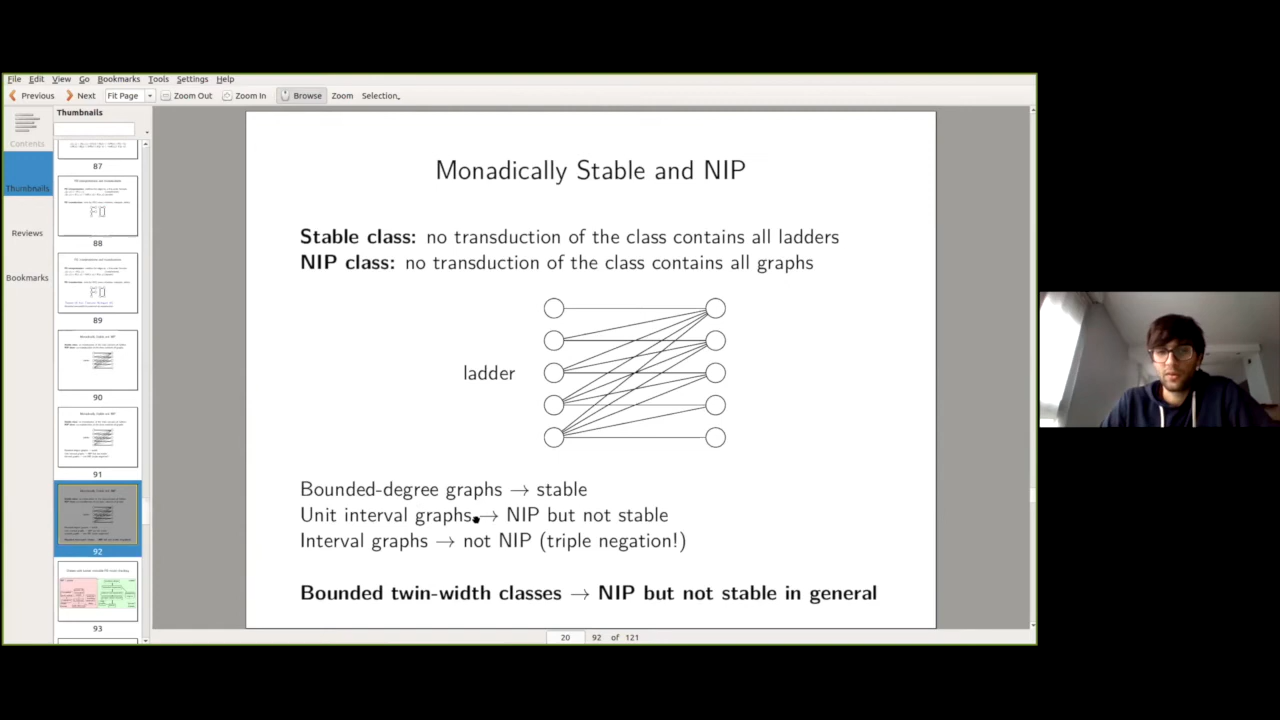 File Edit View Go Bookmarks Tools Settings Help
Previous Next Fit Page Zoom Out Zoom In Browse Zoom Selection
Thumbnails
Contents
Thumbnails
Reviews
Bookmarks
87
88
89
90
91
92
93
Monadically Stable and NIP
Stable class: no transduction of the class contains all ladders
NIP class: no transduction of the class contains all graphs
ladder
Bounded-degree graphs → stable
Unit interval graphs → NIP but not stable
Interval graphs → not NIP (triple negation!)
Bounded twin-width classes → NIP but not stable in general
20 92 of 121